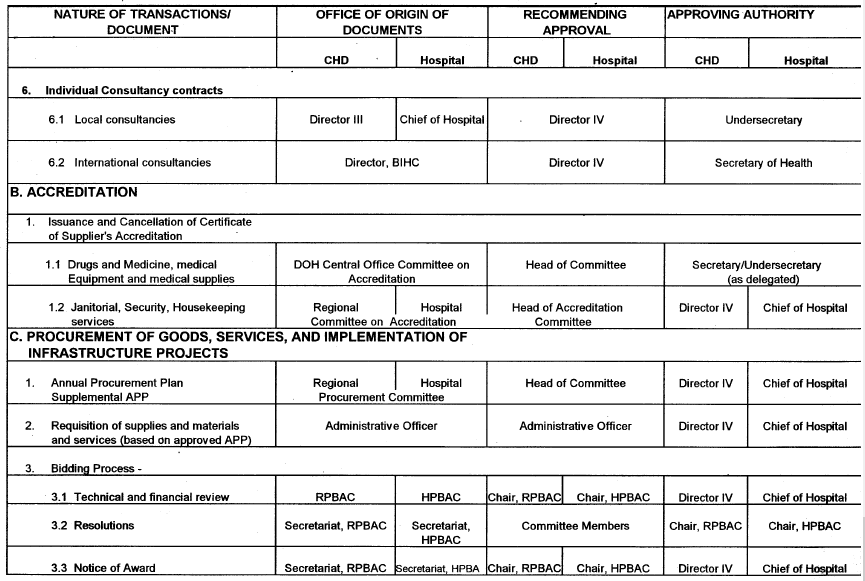 NATURE OF TRANSACTIONS/ OFFICE OF ORIGIN OF RECOMMENDING APPROVING AUTHORITY
DOCUMENT DOCUMENTS APPROVAL
CHD Hospital CHD Hospital CHD Hospital
6. Individual Consultancy contracts
6.1 Local consultancies Director III Chief of Hospital Director IV Undersecretary
6.2 International consultancies Director, BIHC Director IV Secretary of Health
B. ACCREDITATION
1. Issuance and Cancellation of Certificate
of Supplier's Accreditation
1.1 Drugs and Medicine, medical DOH Central Office Committee on Head of Committee Secretary/Undersecretary
Equipment and medical supplies Accreditation (as delegated)
1.2 Janitorial, Security, Housekeeping Regional Hospital Head of Accreditation Director IV Chief of Hospital
services Committee on Accreditation Committee
C. PROCUREMENT OF GOODS, SERVICES, AND IMPLEMENTATION OF
INFRASTRUCTURE PROJECTS
1. Annual Procurement Plan Regional Hospital Head of Committee Director IV Chief of Hospital
Supplemental APP Procurement Committee
2. Requisition of supplies and materials Administrative Officer Administrative Officer Director IV Chief of Hospital
and services (based on approved APP)
3. Bidding Process -
3.1 Technical and financial review RPBAC HPBAC Chair, RPBAC Chair, HPBAC Director IV Chief of Hospital
3.2 Resolutions Secretariat, RPBAC Secretariat, Committee Members Chair, RPBAC Chair, HPBAC
HPBAC
3.3 Notice of Award Secretariat, RPBAC Secretariat, HPBA Chair, RPBAC Chair, HPBAC Director IV Chief of Hospital